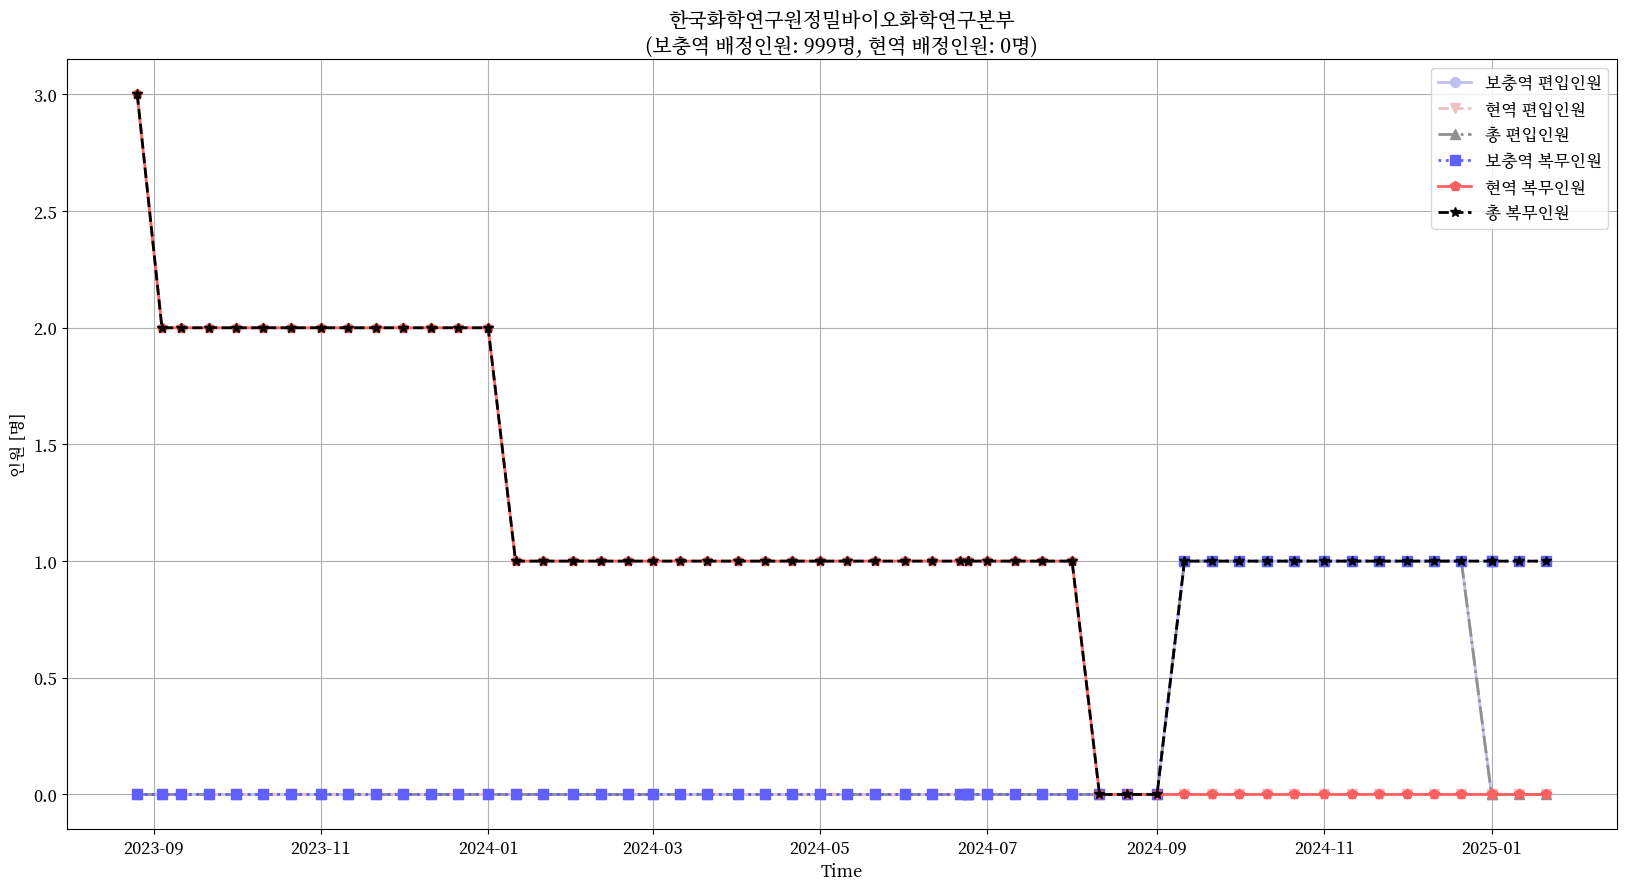 한국화학연구원정밀바이오화학연구본부
(보충역 배정인원: 999명, 현역 배정인원: 0명)
보충역 편입인원
현역 편입인원
총 편입인원
보충역 복무인원
현역 복무인원
총 복무인원
인원 [명]
3.0
2.5
2.0
1.5
1.0
0.5
0.0
2023-09 2023-11 2024-01 2024-03 2024-05 2024-07 2024-09 2024-11 2025-01
Time